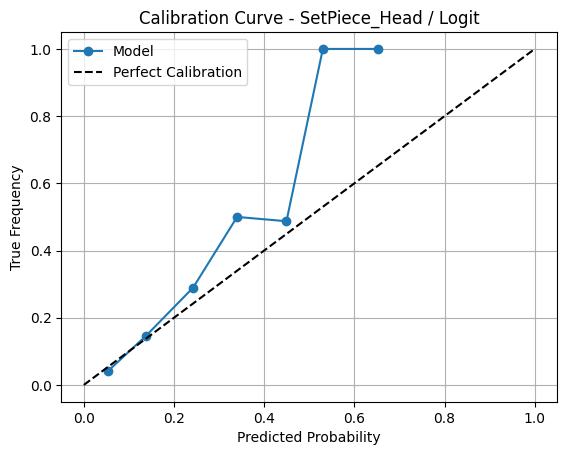 Calibration Curve - SetPiece_Head / Logit
Model
Perfect Calibration
True Frequency
1.0
0.8
0.6
0.4
0.2
0.0
0.0 0.2 0.4 0.6 0.8 1.0
Predicted Probability